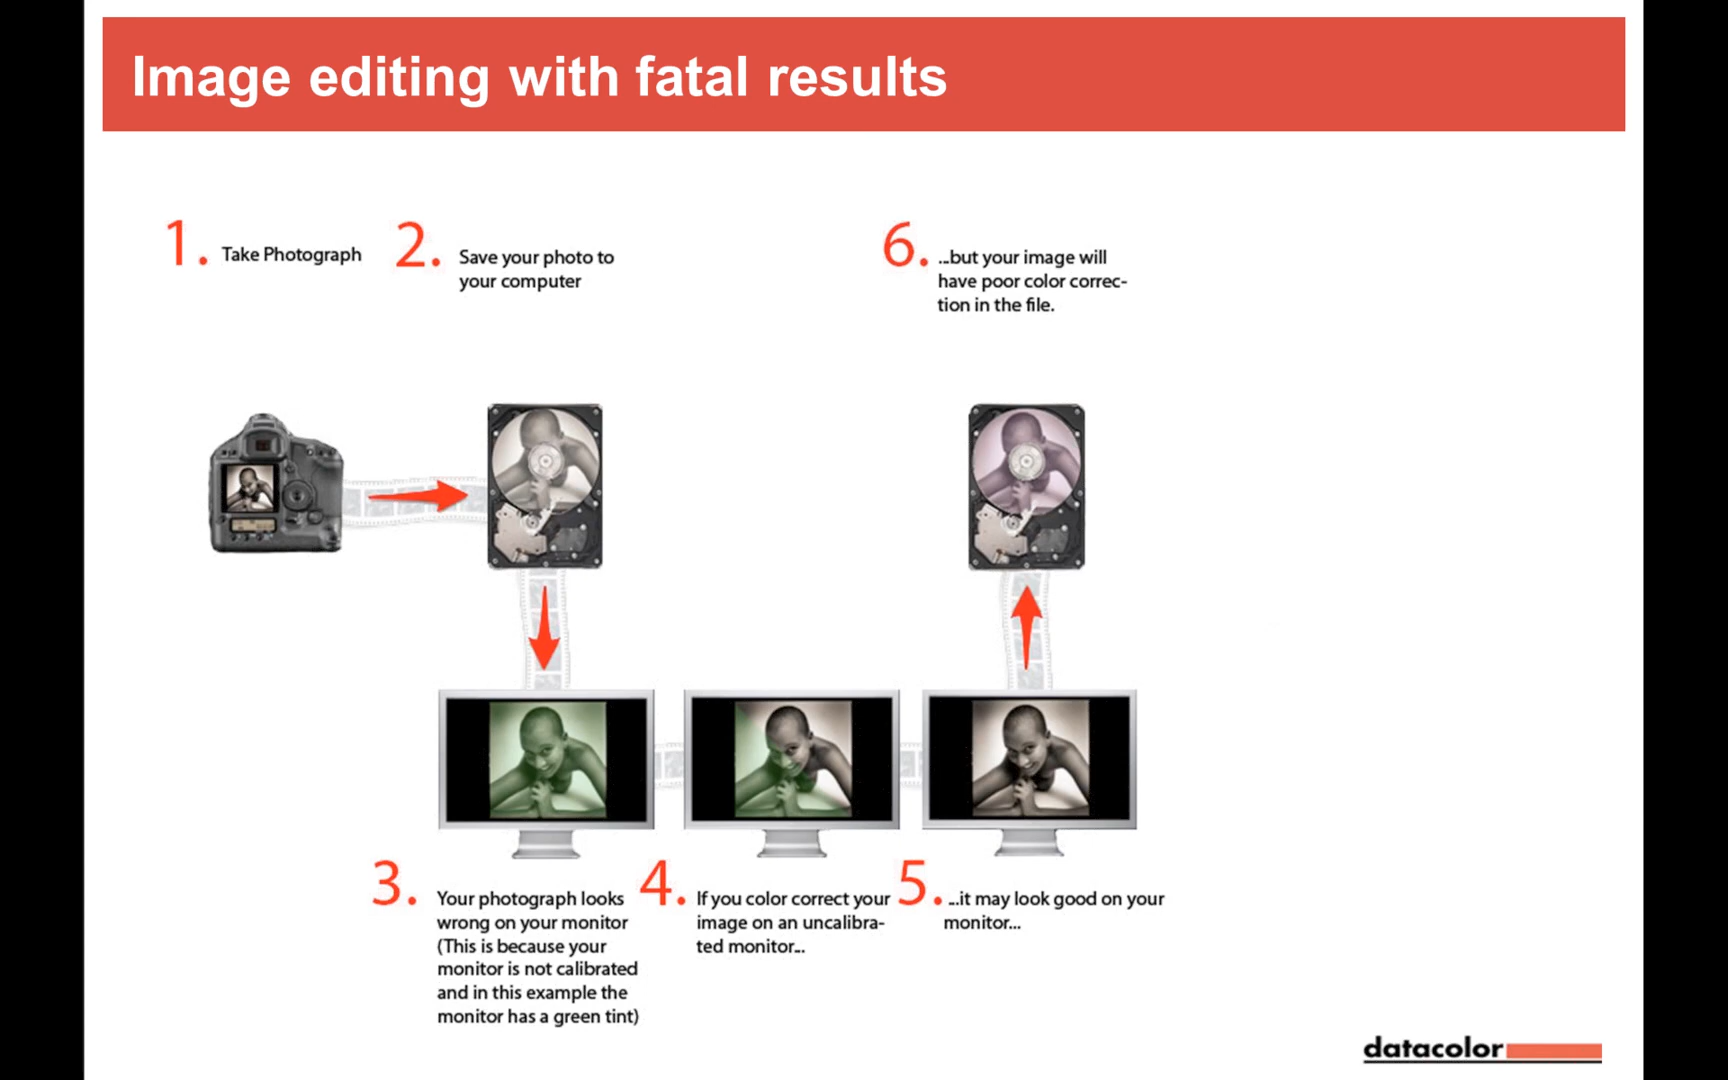 Image editing with fatal results
1. Take Photograph
2. Save your photo to
your computer
6. ...but your image will
have poor color correc-
tion in the file.
3. Your photograph looks
wrong on your monitor
(This is because your
monitor is not calibrated
and in this example the
monitor has a green tint)
4. If you color correct your
image on an uncalibra-
ted monitor...
5. ...it may look good on your
monitor...
datacolor